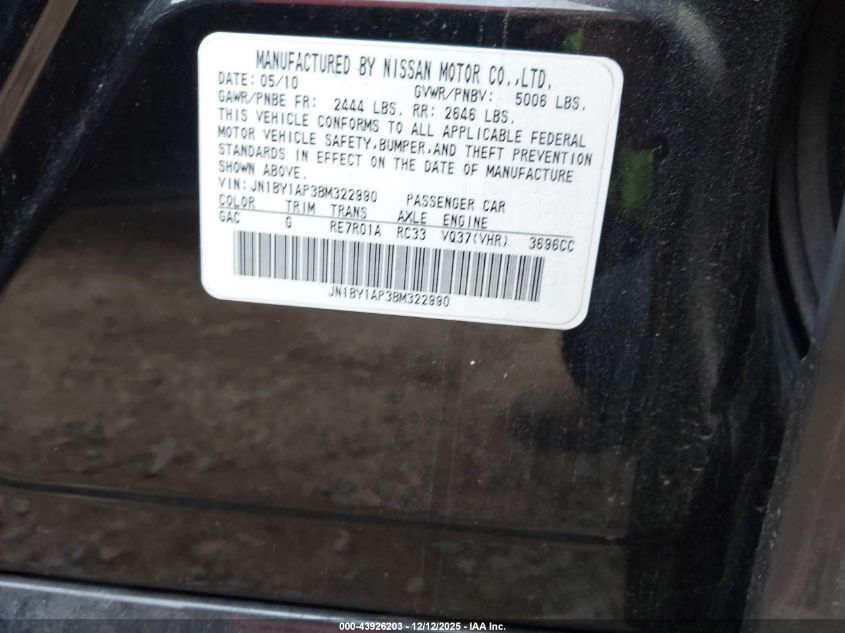 MANUFACTURED BY NISSAN MOTOR CO.,LTD.
DATE: 05/10 GVWR/PNBV: 5006 LBS.
GAWR/PNBE FR: 2444 LBS. RR: 2646 LBS.
THIS VEHICLE CONFORMS TO ALL APPLICABLE FEDERAL
MOTOR VEHICLE SAFETY,BUMPER,AND THEFT PREVENTION
STANDARDS IN EFFECT ON THE DATE OF MANUFACTURE
SHOWN ABOVE.
VIN: JN1BY1AP3BM322990 PASSENGER CAR
COLOR TRIM TRANS AXLE ENGINE
GAC G RE7R01A RC33 VQ37(VHR) 3696CC
JN1BY1AP3BM322990
000-43926203 - 12/12/2025 - IAA Inc.